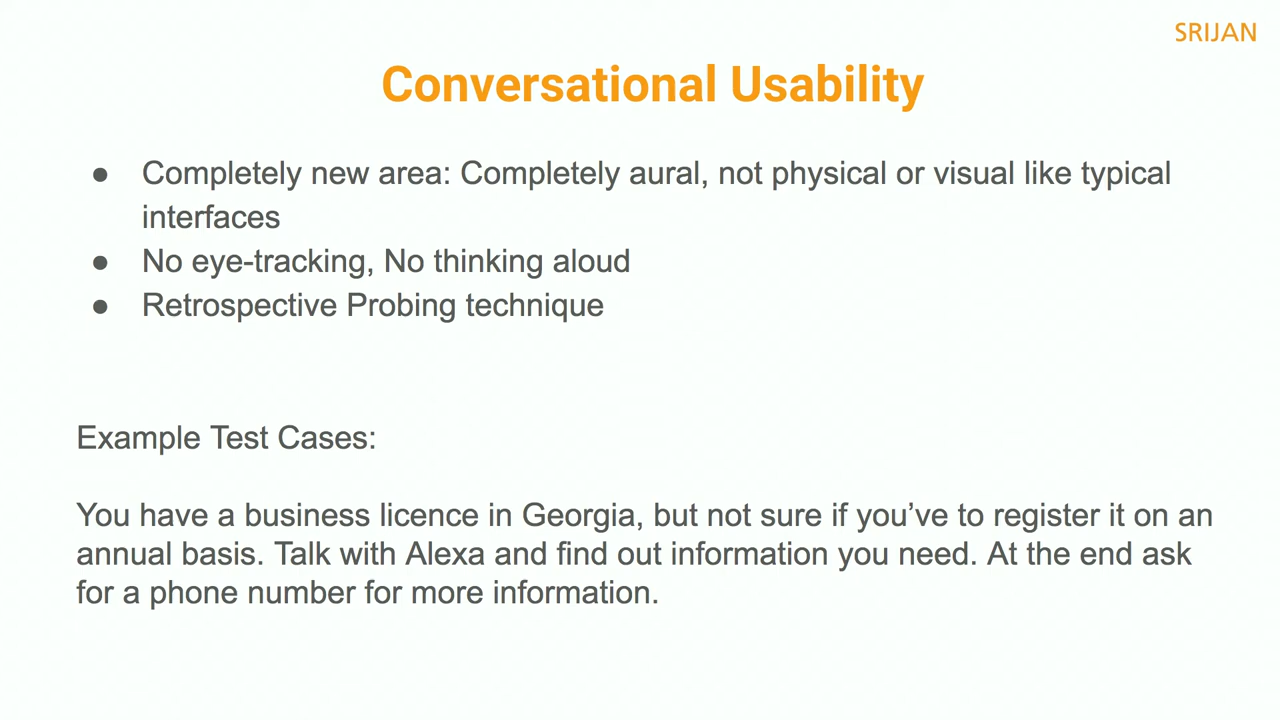 SRIJAN
Conversational Usability
● Completely new area: Completely aural, not physical or visual like typical
interfaces
● No eye-tracking, No thinking aloud
● Retrospective Probing technique
Example Test Cases:
You have a business licence in Georgia, but not sure if you’ve to register it on an
annual basis. Talk with Alexa and find out information you need. At the end ask
for a phone number for more information.